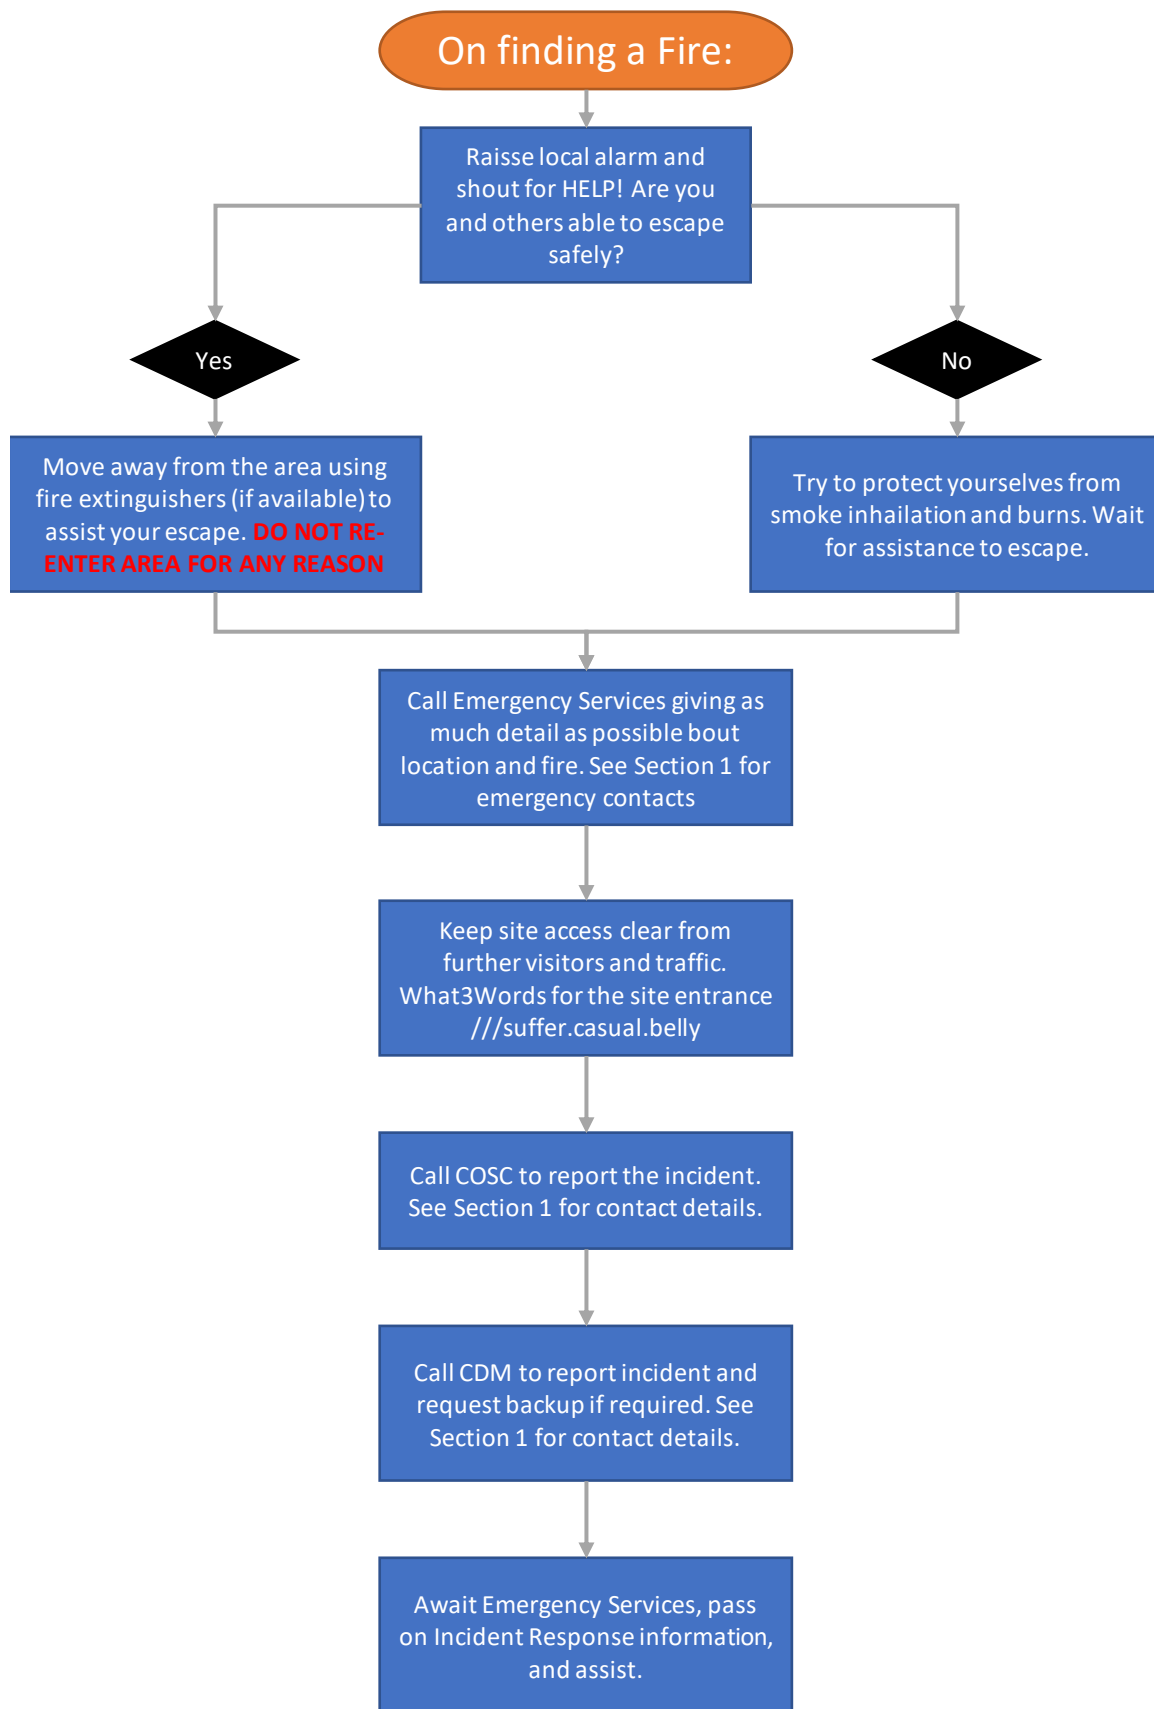 On finding a Fire:
Raisse local alarm and
shout for HELP! Are you
and others able to escape
safely?
Yes
No
Move away from the area using
fire extinguishers (if available) to
assist your escape. DO NOT RE-
ENTER AREA FOR ANY REASON
Try to protect yourselves from
smoke inhailation and burns. Wait
for assistance to escape.
Call Emergency Services giving as
much detail as possible bout
location and fire. See Section 1 for
emergency contacts
Keep site access clear from
further visitors and traffic.
What3Words for the site entrance
///suffer.casual.belly
Call COSC to report the incident.
See Section 1 for contact details.
Call CDM to report incident and
request backup if required. See
Section 1 for contact details.
Await Emergency Services, pass
on Incident Response information,
and assist.